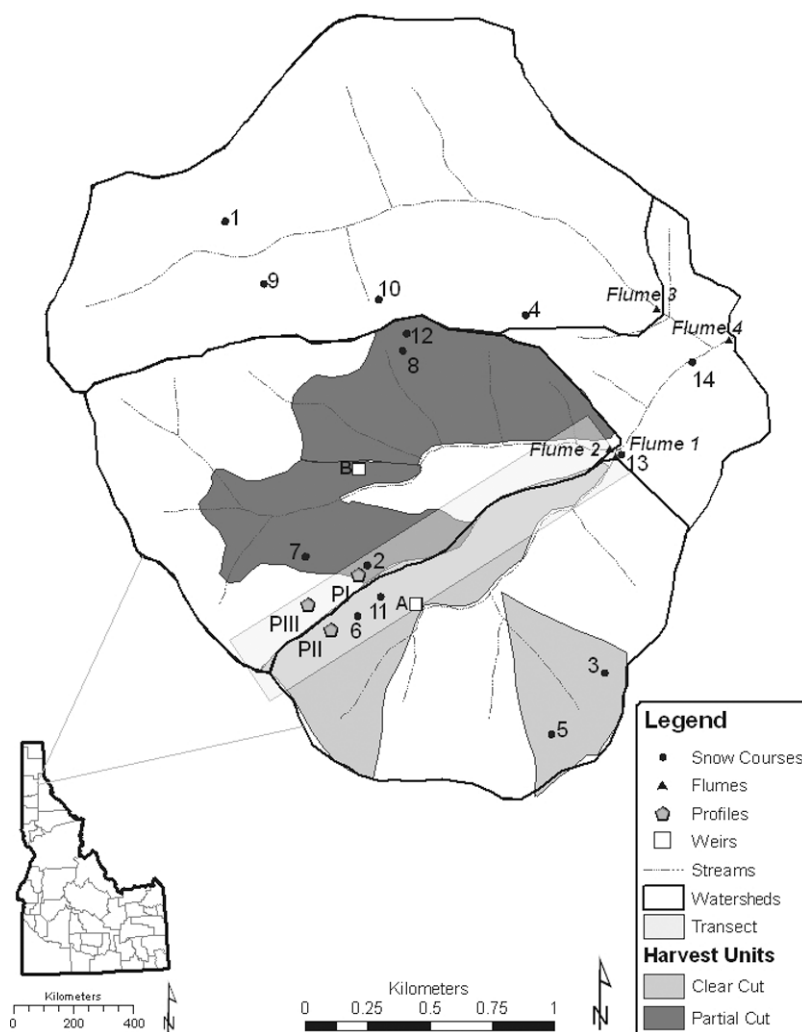 1
9
10
4
Flume 3
Flume 4
12
8
14
Flume 2
Flume 1
13
B
7
2
PI
11
A
PIII
6
PII
3
5
Legend
Snow Courses
Flumes
Profiles
Weirs
Streams
Watersheds
Transect
Harvest Units
Clear Cut
Partial Cut
Kilometers
0 200 400
N
Kilometers
0 0.25 0.5 0.75 1
N